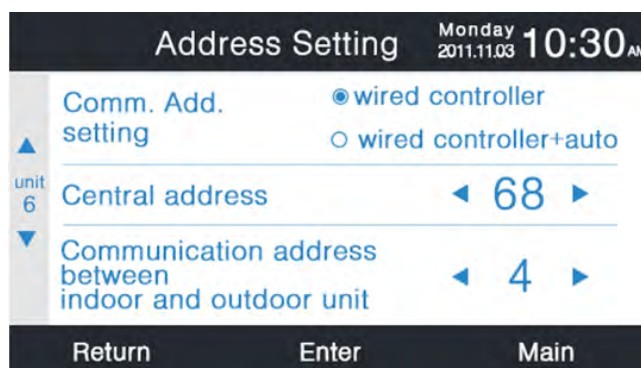 Address Setting
Monday
2011.11.03
10:30 AM
Comm. Add.
setting
wired controller
wired controller+auto
unit
6
Central address
68
Communication address
between
indoor and outdoor unit
4
Return Enter Main